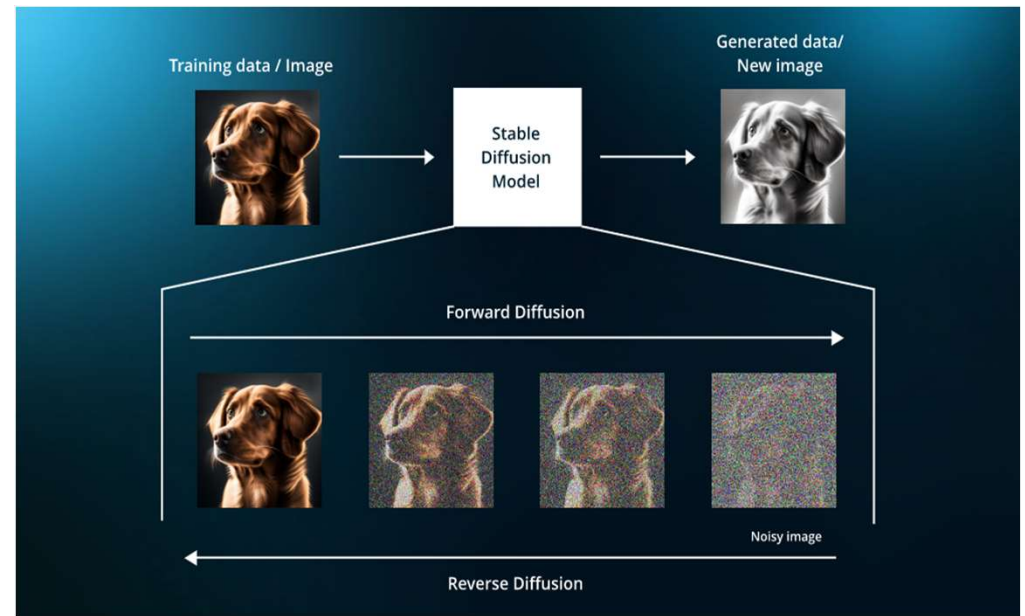 Training data / Image
Generated data/
New image
Stable
Diffusion
Model
Forward Diffusion
Noisy image
Reverse Diffusion